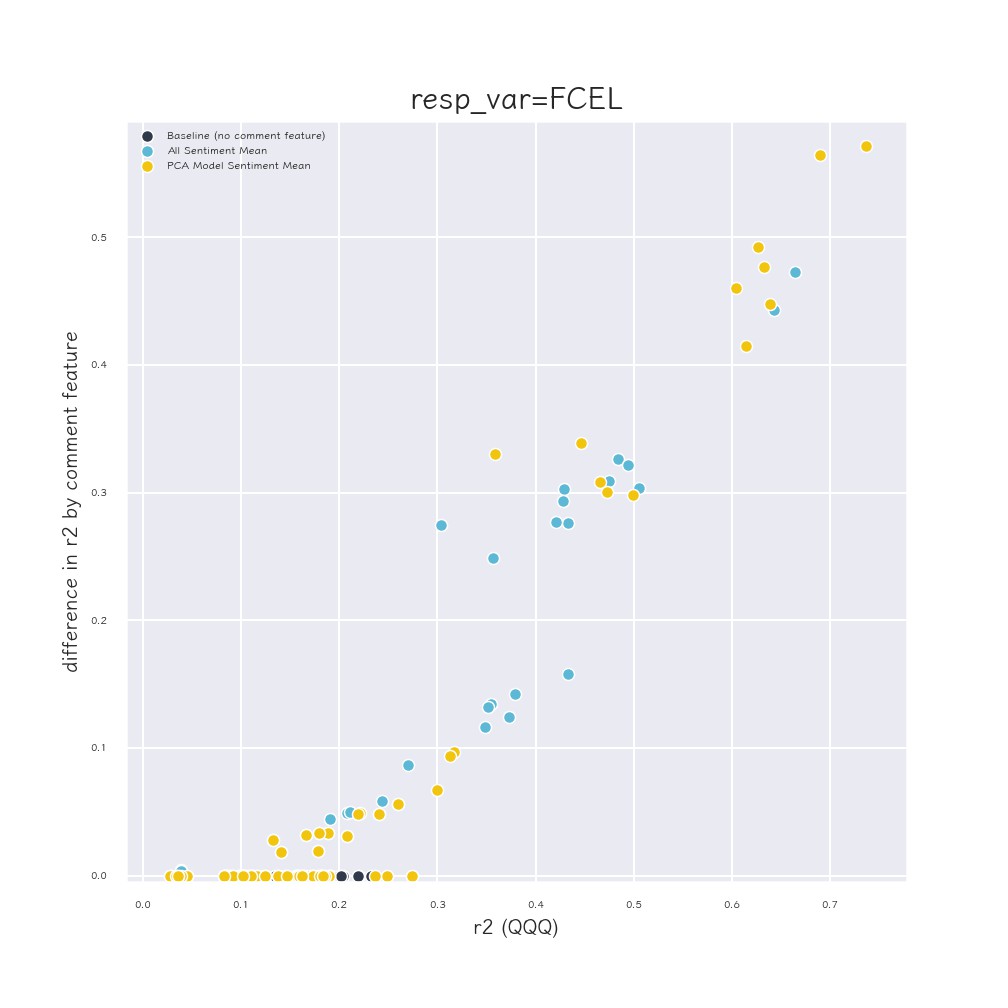 resp_var=FCEL
Baseline (no comment feature)
All Sentiment Mean
PCA Model Sentiment Mean
difference in r2 by comment feature
0.5
0.4
0.3
0.2
0.1
0.0
0.0 0.1 0.2 0.3 0.4 0.5 0.6 0.7
r2 (QQQ)